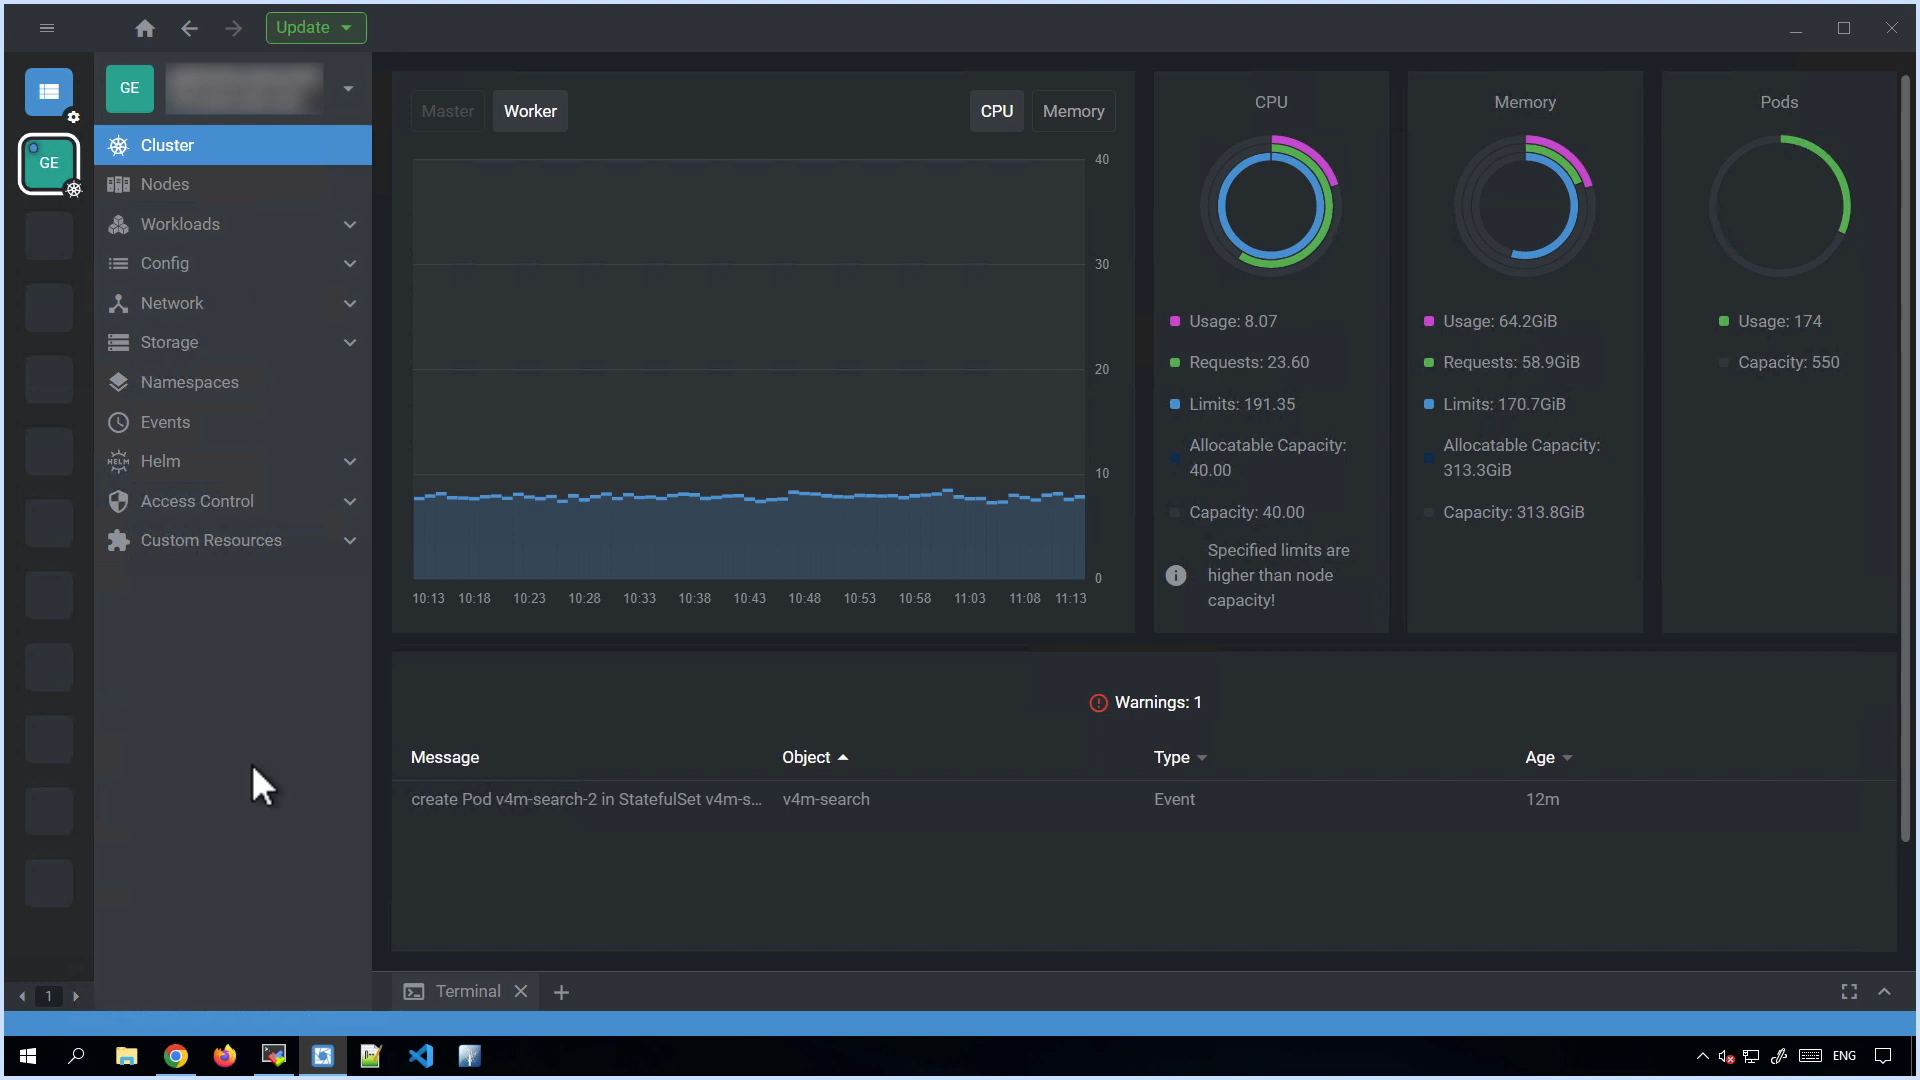 Update
GE
GE
Cluster
Nodes
Workloads
Config
Network
Storage
Namespaces
Events
HELM Helm
Access Control
Custom Resources
1
Master Worker CPU Memory
40
30
20
10
0
10:13 10:18 10:23 10:28 10:33 10:38 10:43 10:48 10:53 10:58 11:03 11:08 11:13
CPU
Usage: 8.07
Requests: 23.60
Limits: 191.35
Allocatable Capacity:
40.00
Capacity: 40.00
Specified limits are
higher than node
capacity!
Memory
Usage: 64.2GiB
Requests: 58.9GiB
Limits: 170.7GiB
Allocatable Capacity:
313.3GiB
Capacity: 313.8GiB
Pods
Usage: 174
Capacity: 550
Warnings: 1
Message Object Type Age
create Pod v4m-search-2 in StatefulSet v4m-s... v4m-search Event 12m
Terminal
ENG